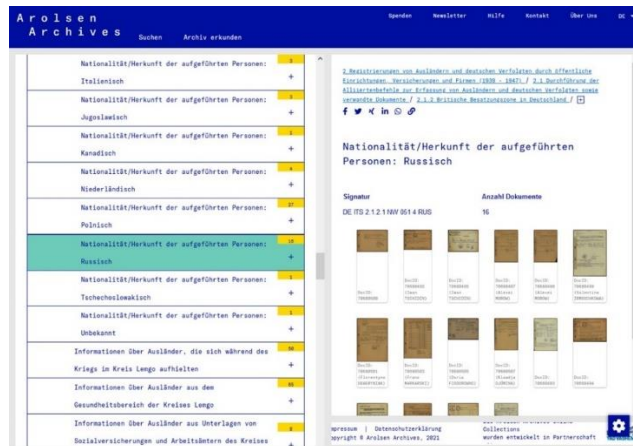 Arolsen
Archives
Suchen
Archiv erkunden
Spenden
Newsletter
Hilfe
Kontakt
Über Uns
DE
Nationalität/Herkunft der aufgeführten Personen:
Italienisch
+
Nationalität/Herkunft der aufgeführten Personen:
Jugoslawisch
+
Nationalität/Herkunft der aufgeführten Personen:
Kanadisch
+
Nationalität/Herkunft der aufgeführten Personen:
Niederländisch
+
Nationalität/Herkunft der aufgeführten Personen:
Polnisch
+
Nationalität/Herkunft der aufgeführten Personen:
Russisch
+
Nationalität/Herkunft der aufgeführten Personen:
Tschechoslowakisch
+
Nationalität/Herkunft der aufgeführten Personen:
Unbekannt
+
Informationen über Ausländer, die sich während des
Kriegs im Kreis Lemgo aufhielten
+
Informationen über Ausländer aus dem
Gesundheitsbereich der Kreises Lemgo
+
Informationen über Ausländer aus Unterlagen von
Sozialversicherungen und Arbeitsämtern des Kreises
2 Registrierungen von Ausländern und deutschen Verfolgten durch öffentliche
Einrichtungen, Versicherungen und Firmen (1939 - 1947) / 2.1 Durchführung der
Alliiertenbefehle zur Erfassung von Ausländern und deutschen Verfolgten sowie
verwandte Dokumente / 2.1.2 Britische Besatzungszone in Deutschland /
Nationalität/Herkunft der aufgeführten
Personen: Russisch
Signatur
Anzahl Dokumente
DE ITS 2.1.2.1 NW 061 4 RUS
16
pressum | Datenschutzerklärung
pyright © Arolsen Archives, 2021
Collections
wurden entwickelt in Partnerschaft